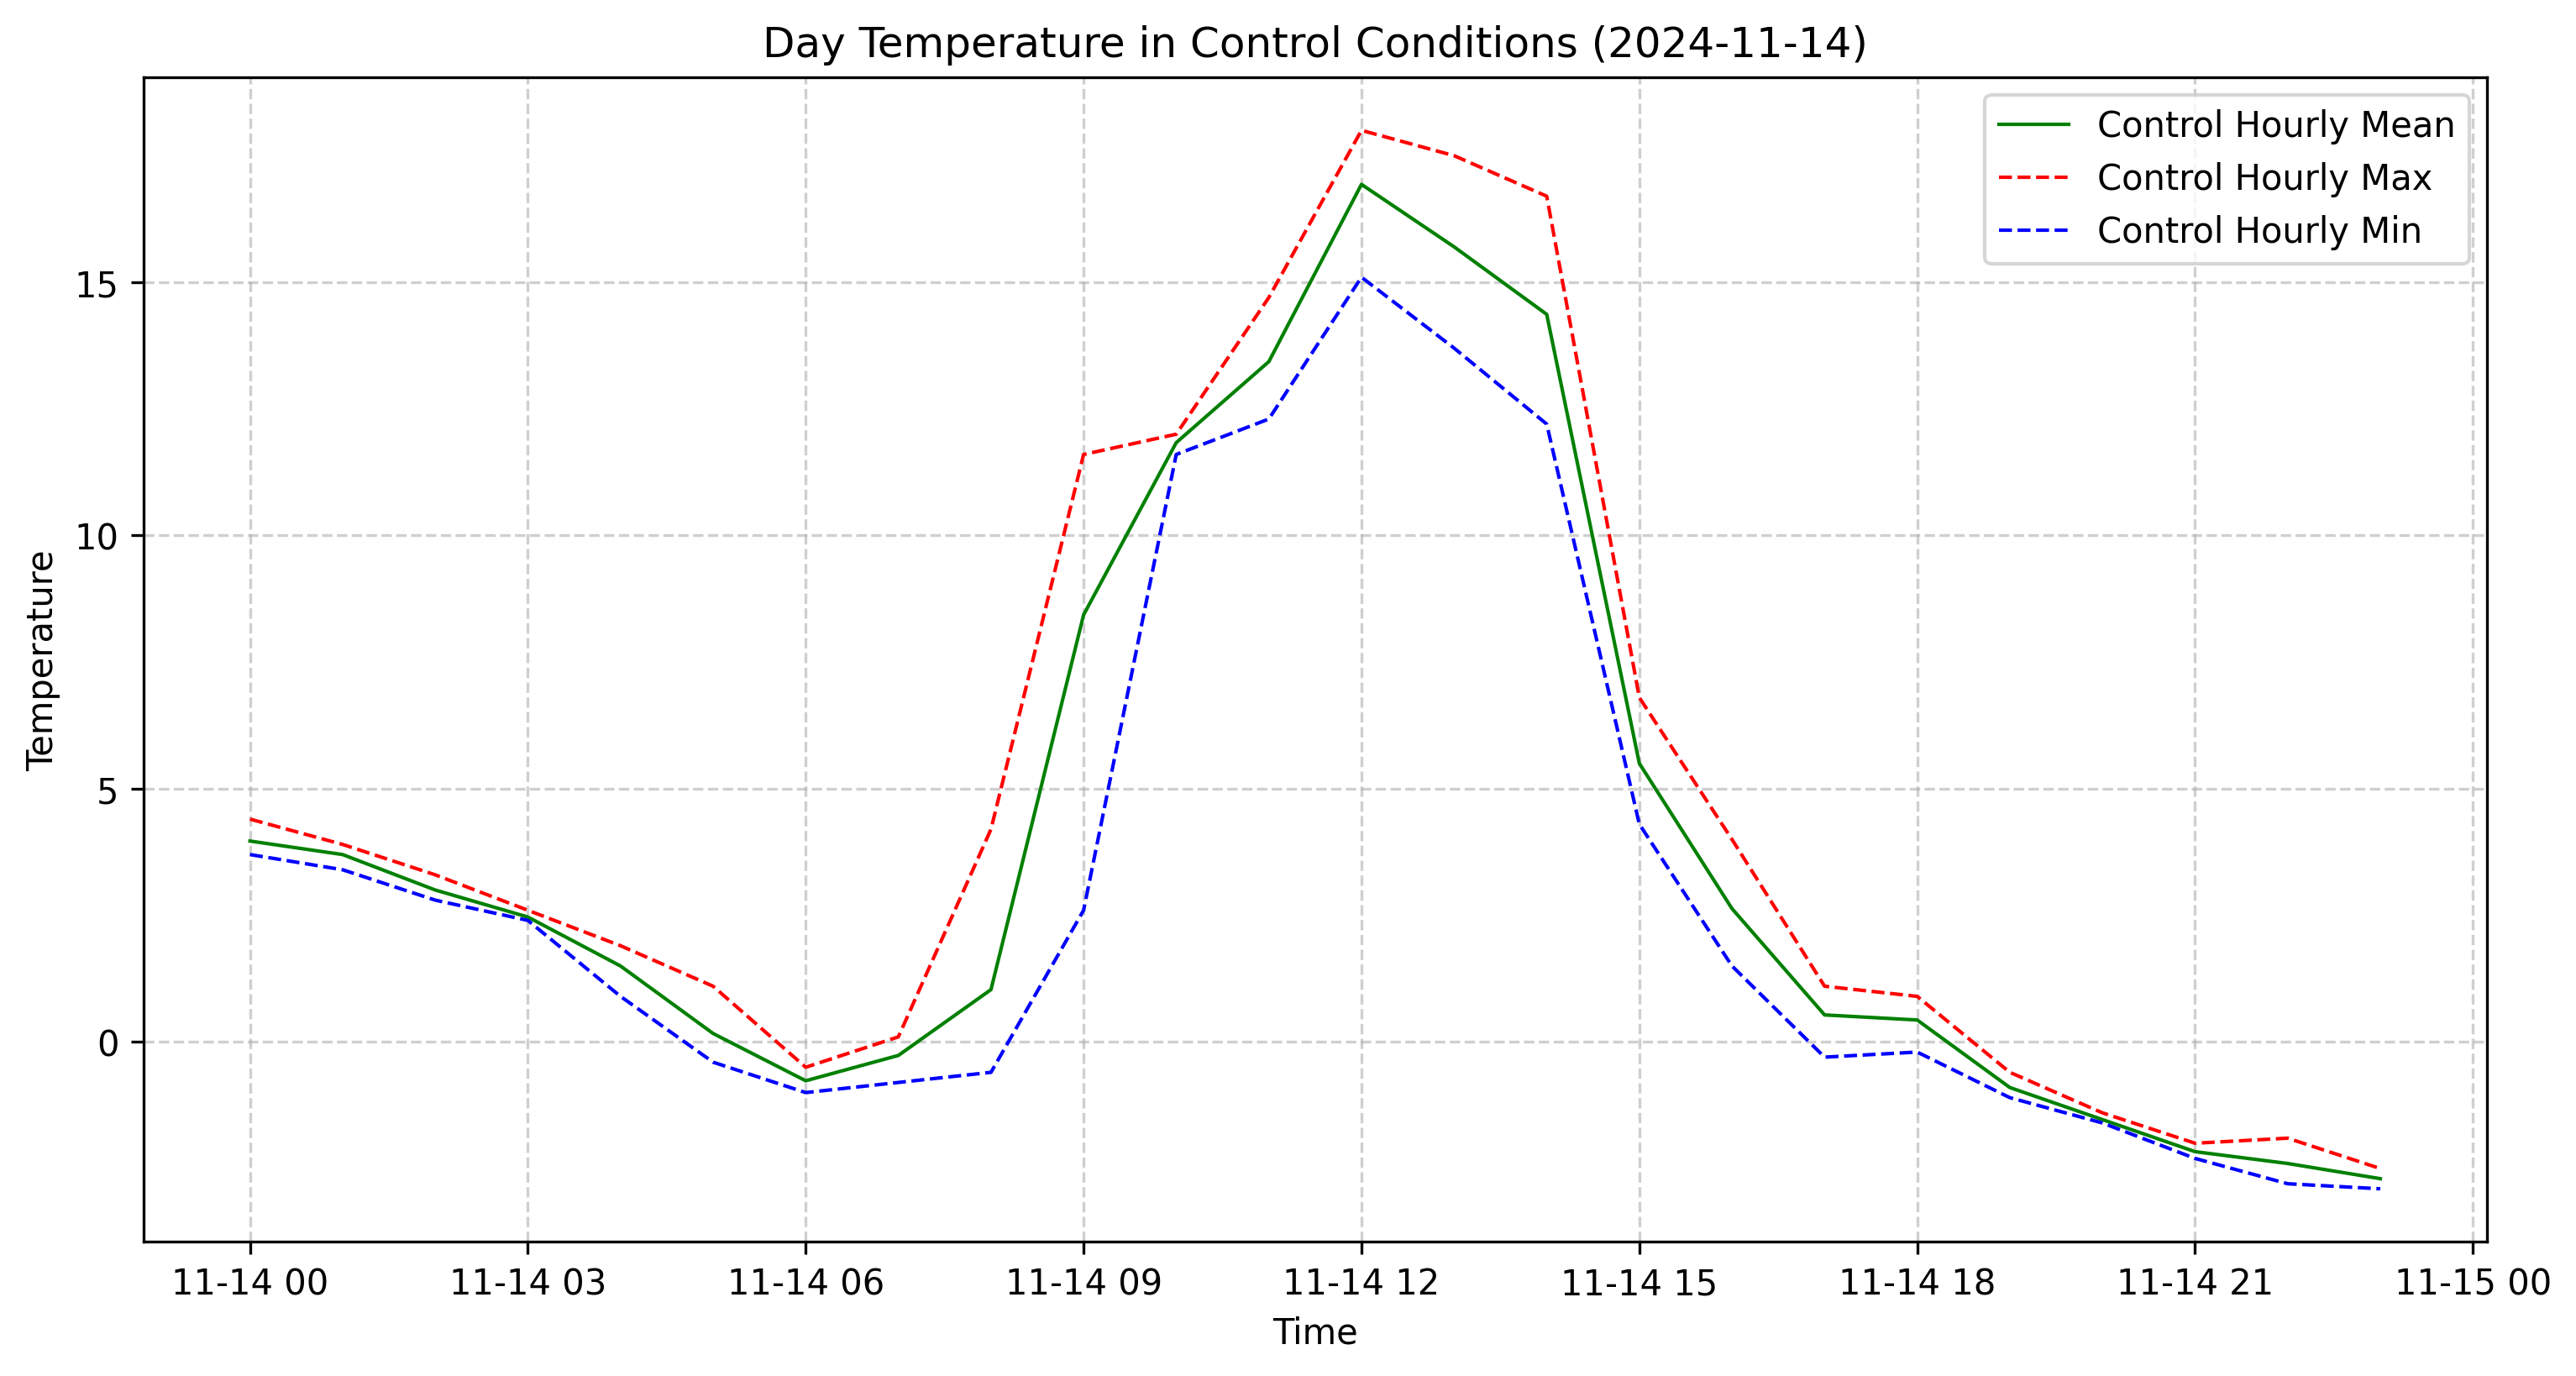 Day Temperature in Control Conditions (2024-11-14)
Control Hourly Mean
Control Hourly Max
Control Hourly Min
Temperature
15
10
5
0
11-14 00
11-14 03
11-14 06
11-14 09
11-14 12
11-14 15
11-14 18
11-14 21
11-15 00
Time